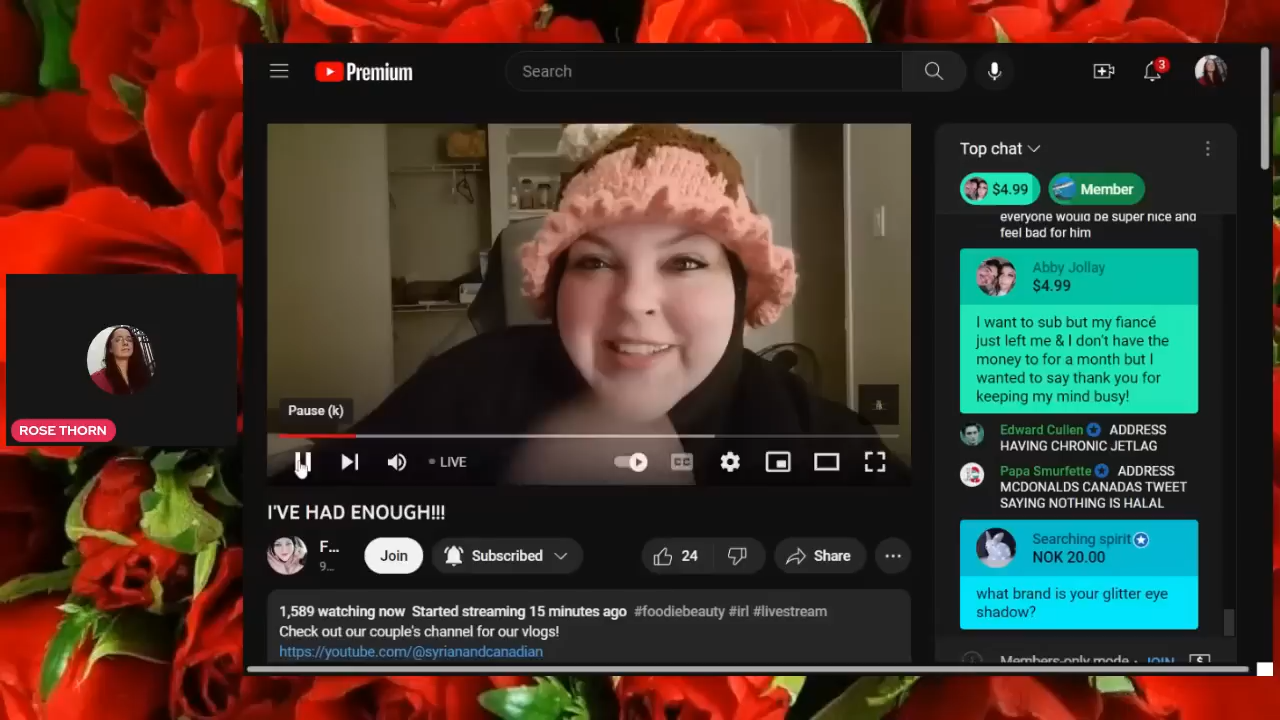 Premium
Search
3
Top chat
$4.99
Member
everyone would be super nice and
feel bad for him
Abby Jollay
$4.99
I want to sub but my fiancé
just left me & I don't have the
money to for a month but I
wanted to say thank you for
keeping my mind busy!
Edward Cullen ADDRESS
HAVING CHRONIC JETLAG
Papa Smurfette ADDRESS
MCDONALDS CANADAS TWEET
SAYING NOTHING IS HALAL
Searching spirit
NOK 20.00
what brand is your glitter eye
shadow?
Members-only mode · JOIN
ROSE THORN
Pause (k)
LIVE
CC
I'VE HAD ENOUGH!!!
F...
9...
Join
Subscribed
24
Share
1,589 watching now Started streaming 15 minutes ago #foodiebeauty #irl #livestream
Check out our couple's channel for our vlogs!
https://youtube.com/@syrianandcanadian